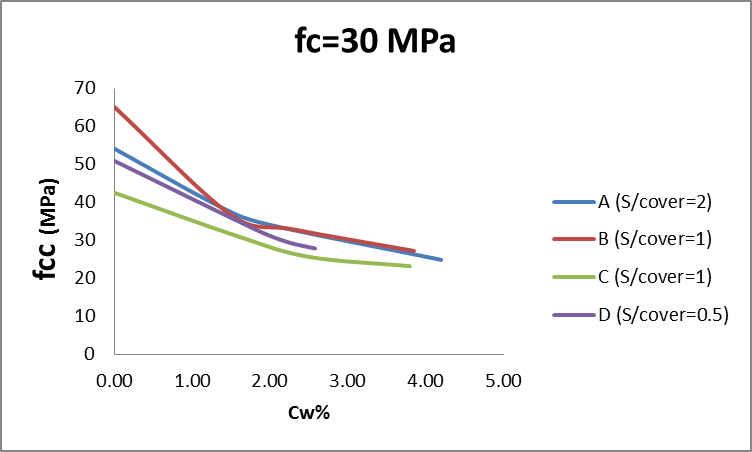 fc=30 MPa
70
60
50
40
30
20
10
0
fcc (MPa)
0.00 1.00 2.00 3.00 4.00 5.00
Cw%
A (S/cover=2)
B (S/cover=1)
C (S/cover=1)
D (S/cover=0.5)